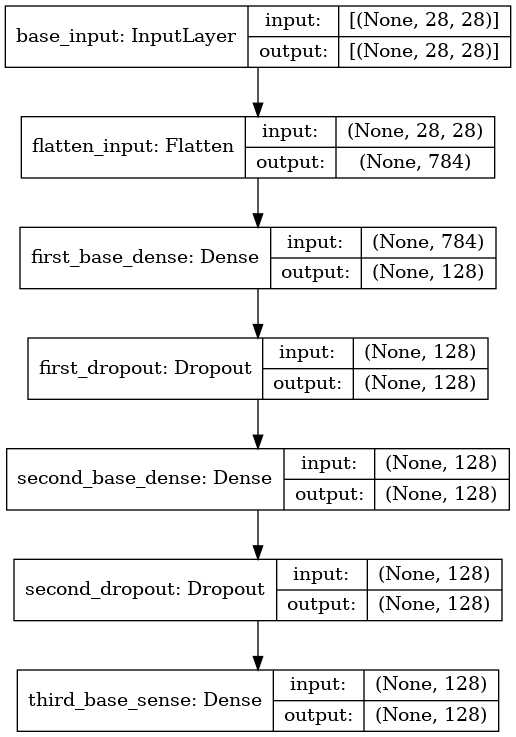 base_input: InputLayer
input: [(None, 28, 28)]
output: [(None, 28, 28)]
flatten_input: Flatten
input: (None, 28, 28)
output: (None, 784)
first_base_dense: Dense
input: (None, 784)
output: (None, 128)
first_dropout: Dropout
input: (None, 128)
output: (None, 128)
second_base_dense: Dense
input: (None, 128)
output: (None, 128)
second_dropout: Dropout
input: (None, 128)
output: (None, 128)
third_base_sense: Dense
input: (None, 128)
output: (None, 128)